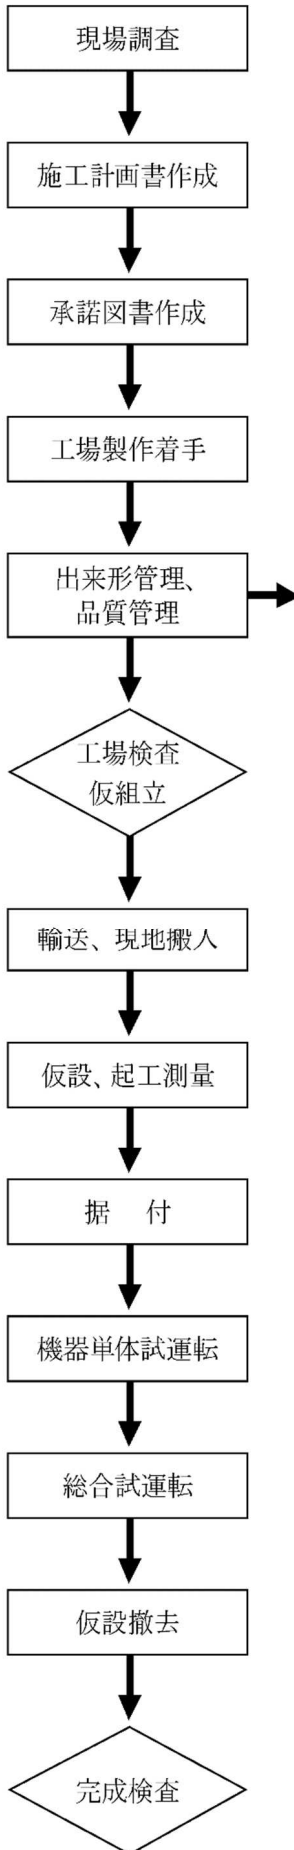 現場調査
施工計画書作成
承諾図書作成
工場製作着手
出来形管理、
品質管理
工場検査
仮組立
輸送、現地搬人
仮設、起工測量
据　付
機器単体試運転
総合試運転
仮設撤去
完成検査